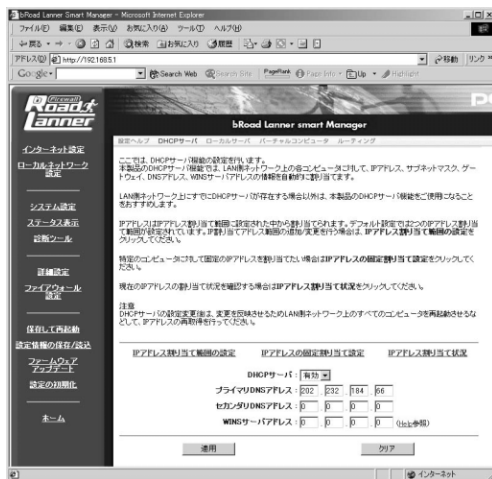 bRoad Lanner Smart Manager - Microsoft Internet Explorer
ファイル(F) 編集(E) 表示(V) お気に入り(A) ツール(T) ヘルプ(H)
戻る 検索 お気に入り 履歴
アドレス(D) http://192.168.5.1 移動 リンク
Google Search Web Search Site PageRank Page Info Up Highlight
Firewall
Road
Lanner
bRoad Lanner smart Manager
設定ヘルプ DHCPサーバ ローカルサーバ バーチャルコンピュータ ルーティング
インターネット設定
ローカルネットワーク
設定
システム設定
ステータス表示
診断ツール
詳細設定
ファイアウォール
設定
保存して再起動
設定情報の保存/読込
ファームウェア
アップデート
設定の初期化
ホーム
ここでは、DHCPサーバ機能の設定を行います。
本製品のDHCPサーバ機能では、LAN側ネットワーク上の各コンピュータに対して、IPアドレス、サブネットマスク、ゲー
トウェイ、DNSアドレス、WINSサーバアドレスの情報を自動的に割り当てます。
LAN側ネットワーク上にすでにDHCPサーバが存在する場合以外は、本製品のDHCPサーバ機能をご使用になること
をおすすめします。
IPアドレスはIPアドレス割り当て範囲に設定された中から割り当てられます。デフォルト設定では2つのIPアドレス割り当
て範囲が設定されています。IP割り当てアドレス範囲の追加/変更を行う場合は、IPアドレス割り当て範囲の設定を
クリックしてください。
特定のコンピュータに対して固定のIPアドレスを割り当てたい場合はIPアドレスの固定割り当て設定をクリックしてく
ださい。
現在のIPアドレスの割り当て状況を確認する場合はIPアドレス割り当て状況をクリックしてください。
注意
DHCPサーバの設定変更後は、変更を反映させるためLAN側ネットワーク上のすべてのコンピュータを再起動させるな
どして、IPアドレスの再取得を行ってください。
IPアドレス割り当て範囲の設定 IPアドレスの固定割り当て設定 IPアドレス割り当て状況
DHCPサーバ : 有効
プライマリDNSアドレス : 202 . 232 . 184 . 66
セカンダリDNSアドレス : 0 . 0 . 0 . 0
WINSサーバアドレス : 0 . 0 . 0 . 0 (Help参照)
適用 クリア
インターネット